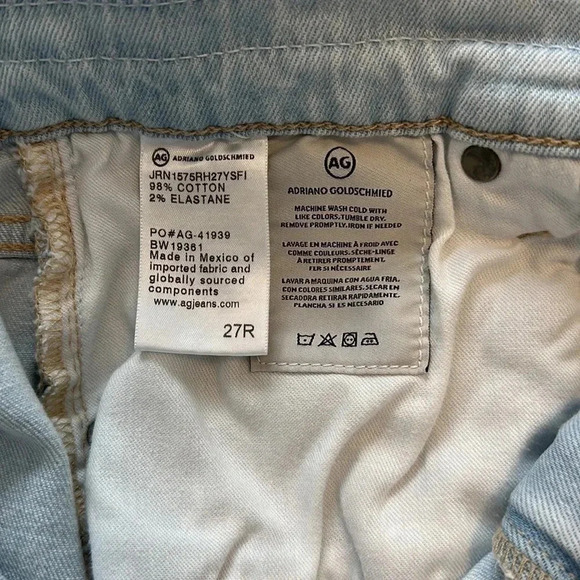 AG ADRIANO GOLDSCHMIED
JRN1575RH27YSFI
98% COTTON
2% ELASTANE
PO#AG-41939
BW19361
Made in Mexico of
imported fabric and
globally sourced
components
www.agjeans.com
27R
AG
ADRIANO GOLDSCHMIED
MACHINE WASH COLD WITH
LIKE COLORS. TUMBLE DRY.
REMOVE PROMPTLY. IRON IF NEEDED
LAVAGE EN MACHINE À FROID AVEC
COMME COULEURS. SÈCHE-LINGE
A RETIRER PROMPTEMENT.
FER SI NÉCESSAIRE
LAVAR A MAQUINA CON AGUA FRIA,
CON COLORES SIMILARES. SECAR EN
SECADORA RETIRAR RAPIDAMENTE.
PLANCHA SI ES NECESARIO